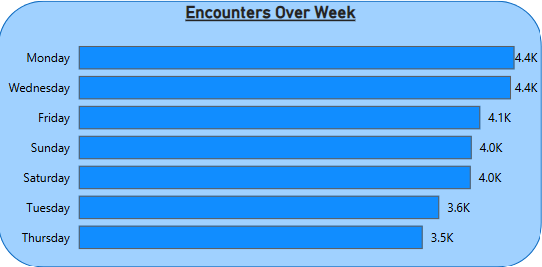 Encounters Over Week
Monday 4.4K
Wednesday 4.4K
Friday 4.1K
Sunday 4.0K
Saturday 4.0K
Tuesday 3.6K
Thursday 3.5K